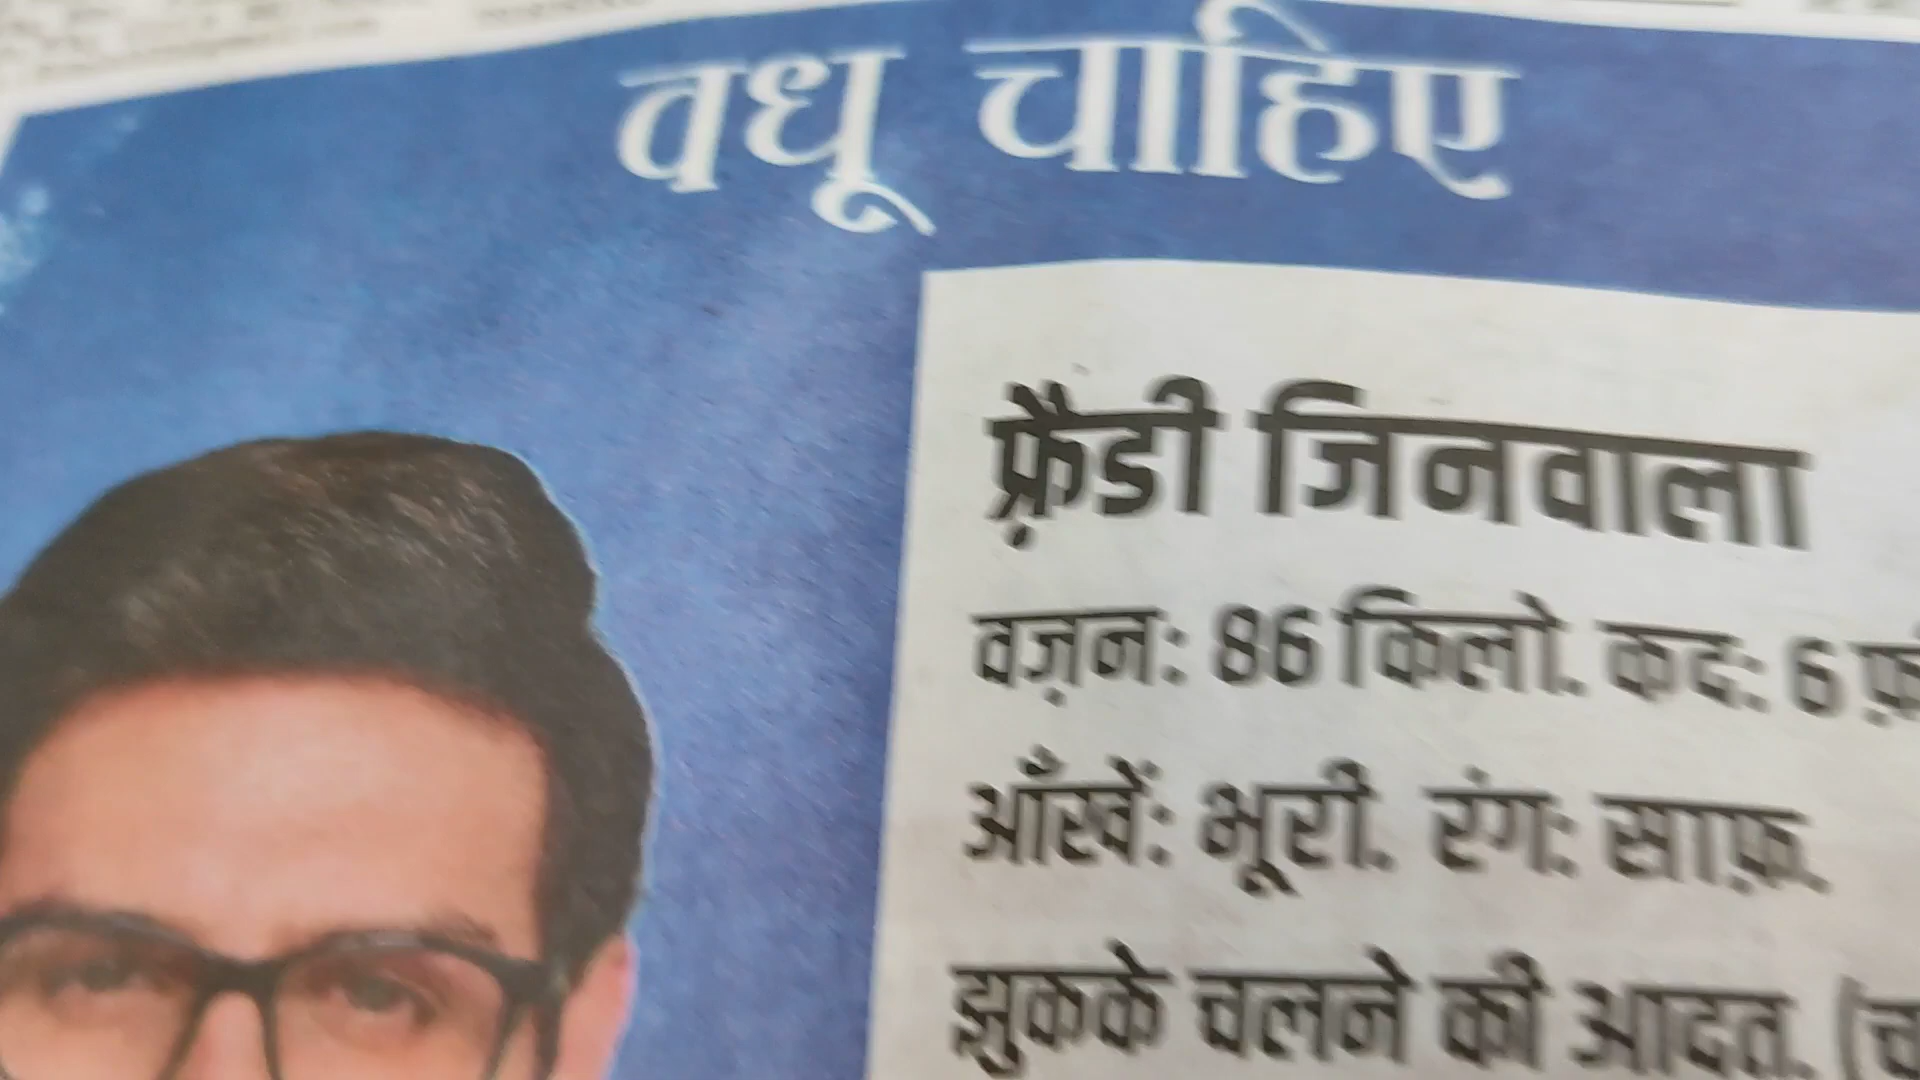 वधू चाहिए
फ़्रैडी जिनवाला
वज़न: 86 किलो. कद: 6
आँखें: भूरी. रंग: साफ़.
झुकके चलने की आदत.